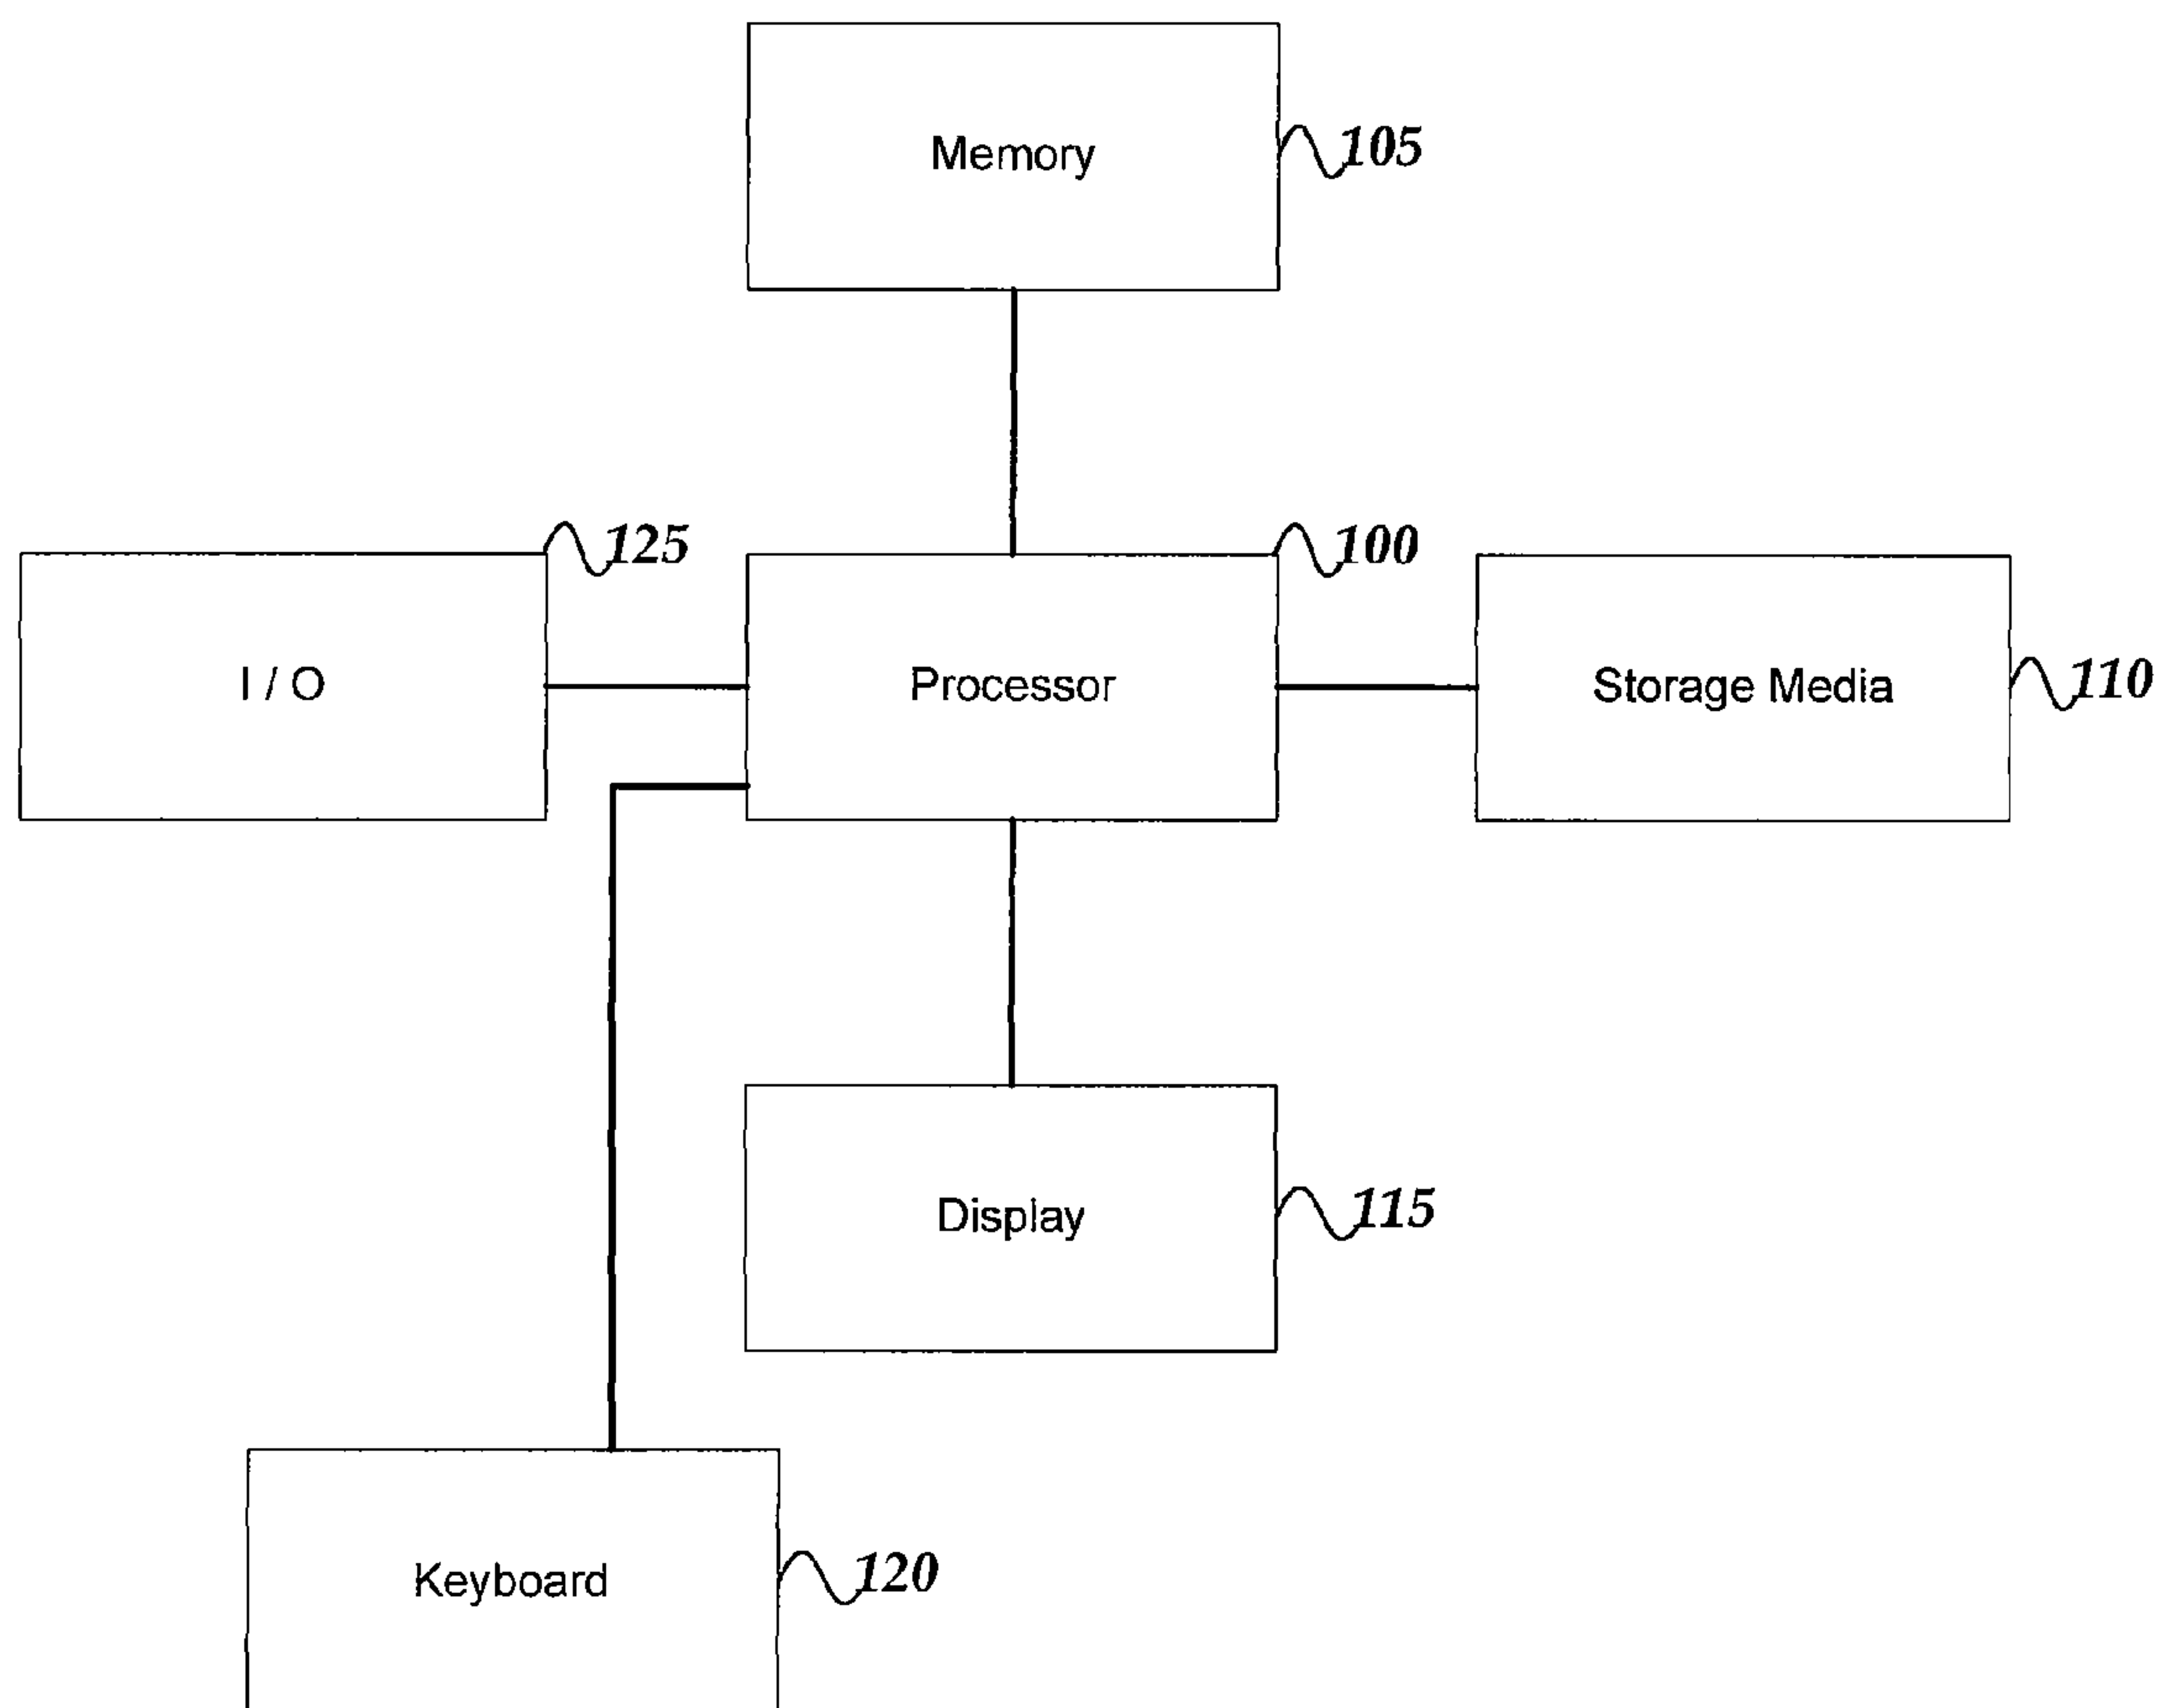 Memory
105
125
100
I / O
Processor
Storage Media
110
Display
115
Keyboard
120